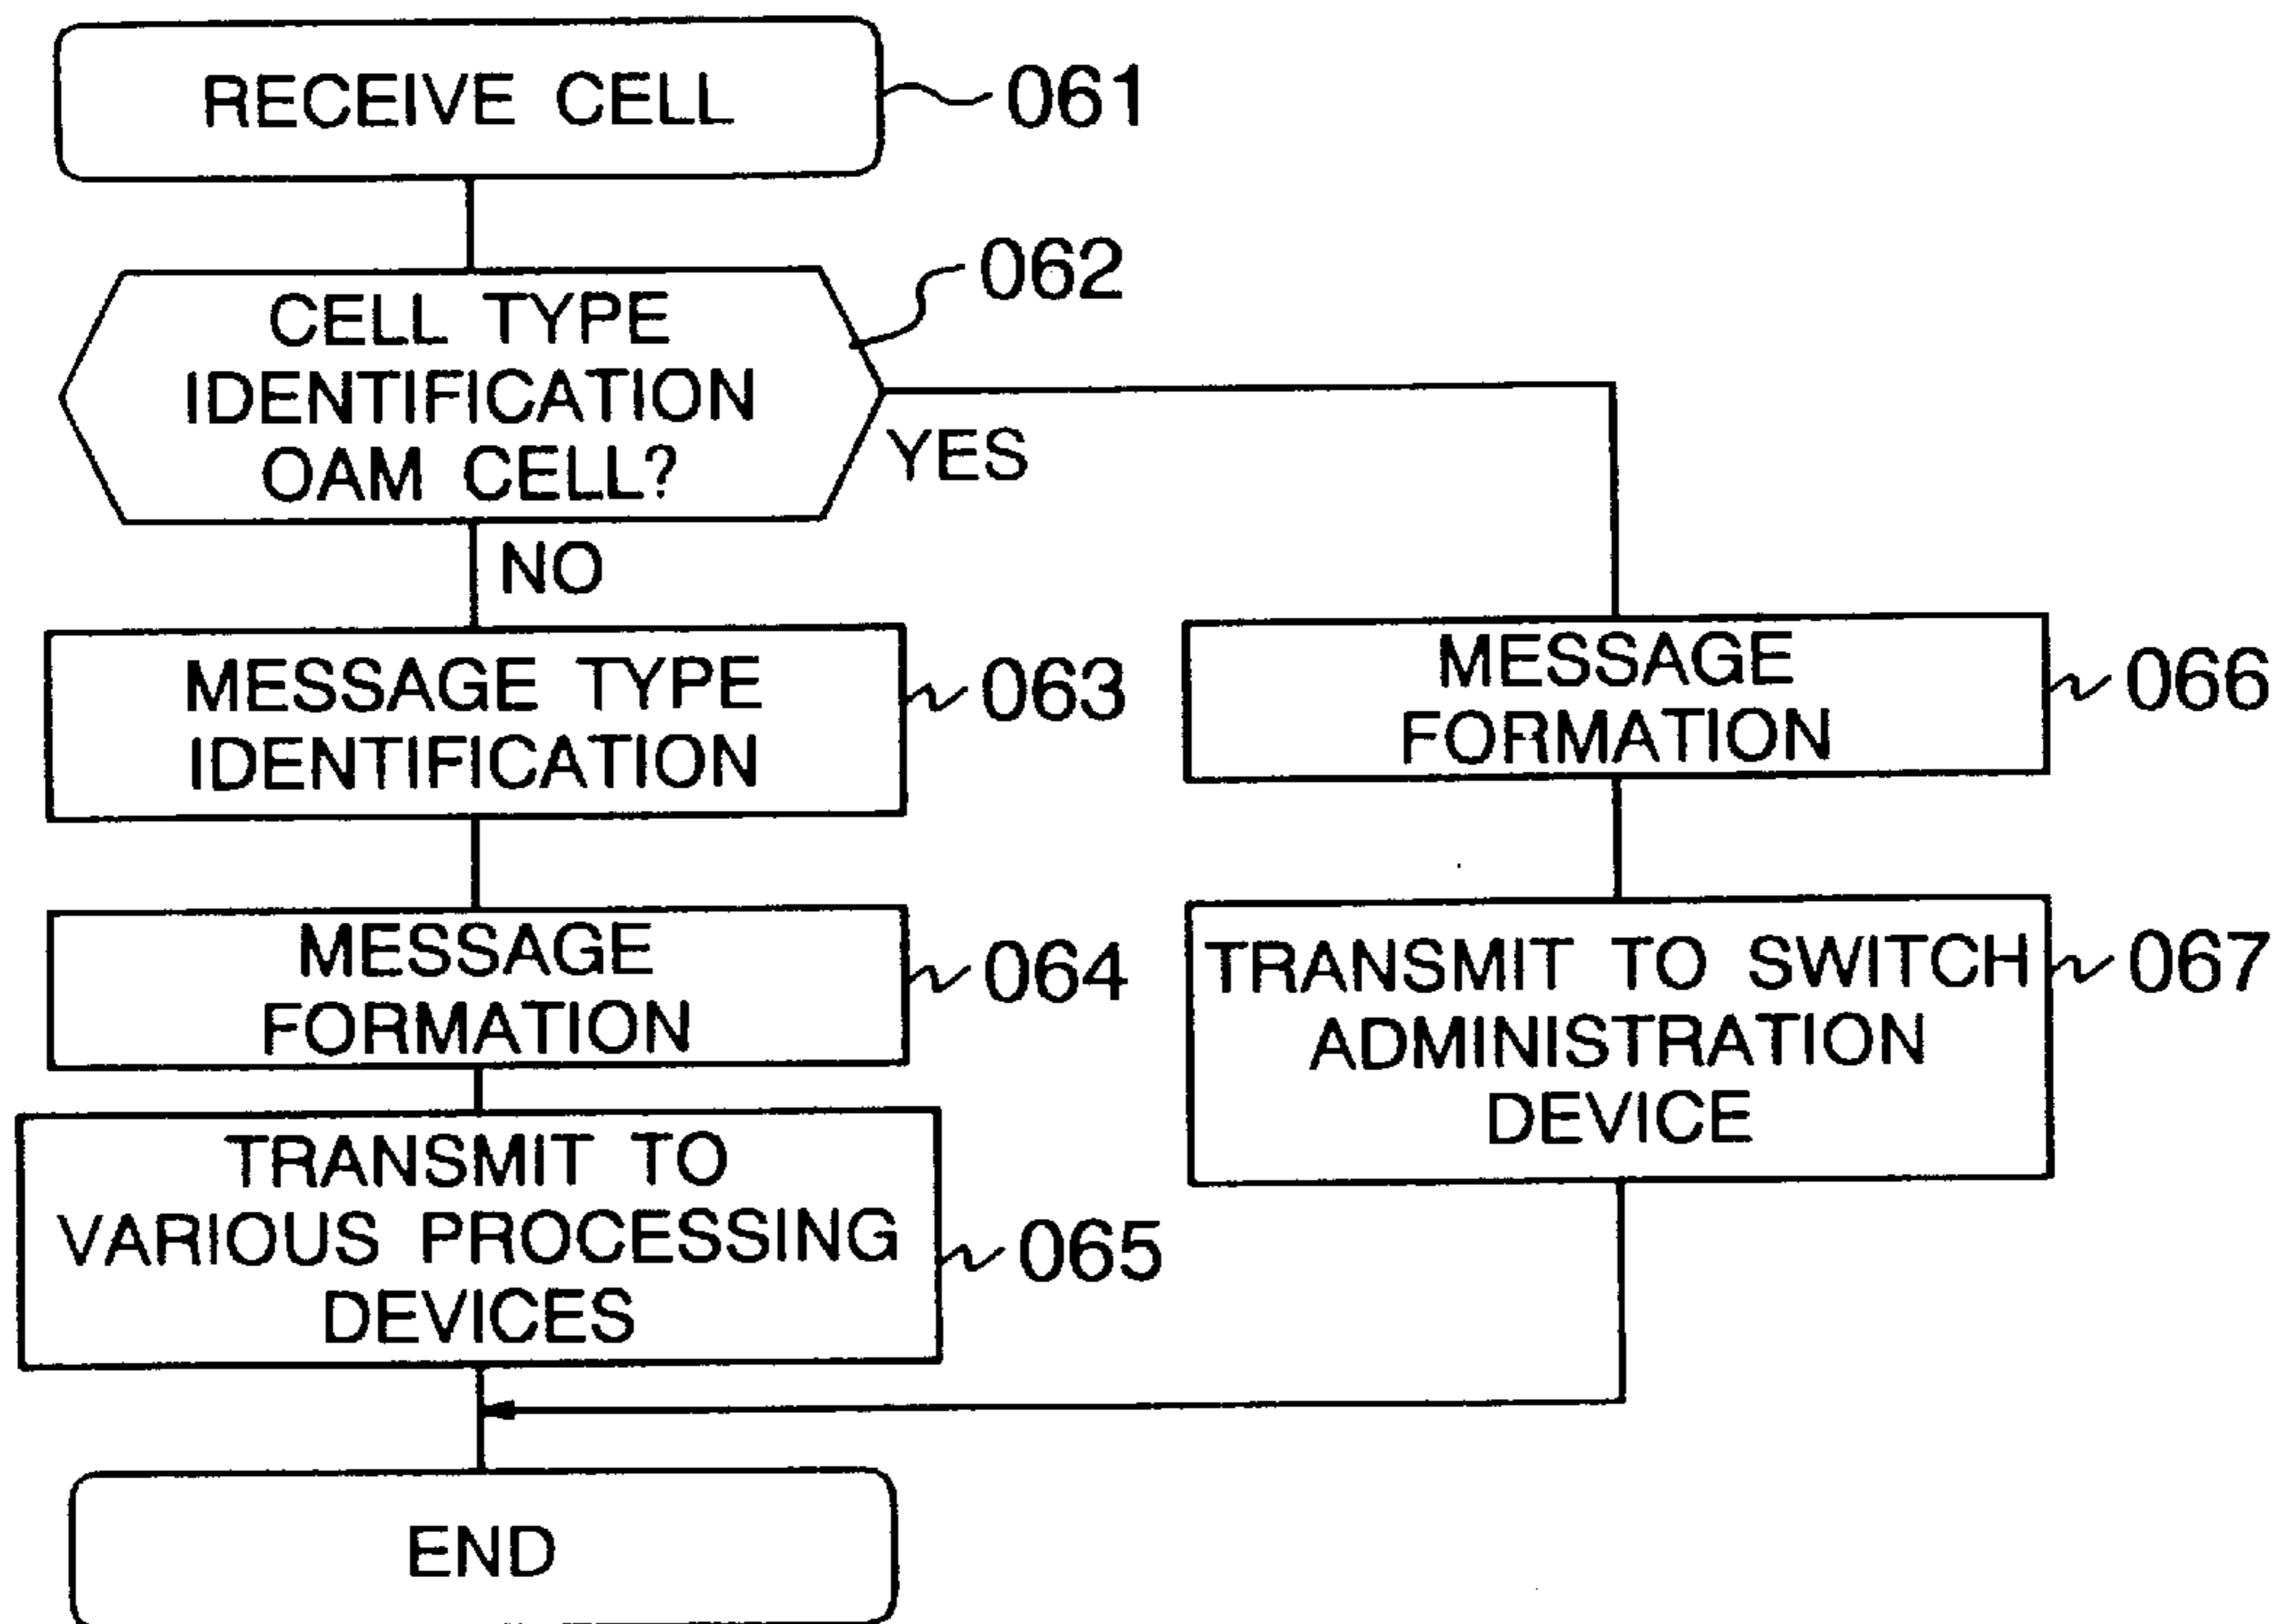 RECEIVE CELL
061
CELL TYPE
IDENTIFICATION
OAM CELL?
062
YES
NO
MESSAGE TYPE
IDENTIFICATION
063
MESSAGE
FORMATION
064
TRANSMIT TO
VARIOUS PROCESSING
DEVICES
065
MESSAGE
FORMATION
066
TRANSMIT TO SWITCH
ADMINISTRATION
DEVICE
067
END